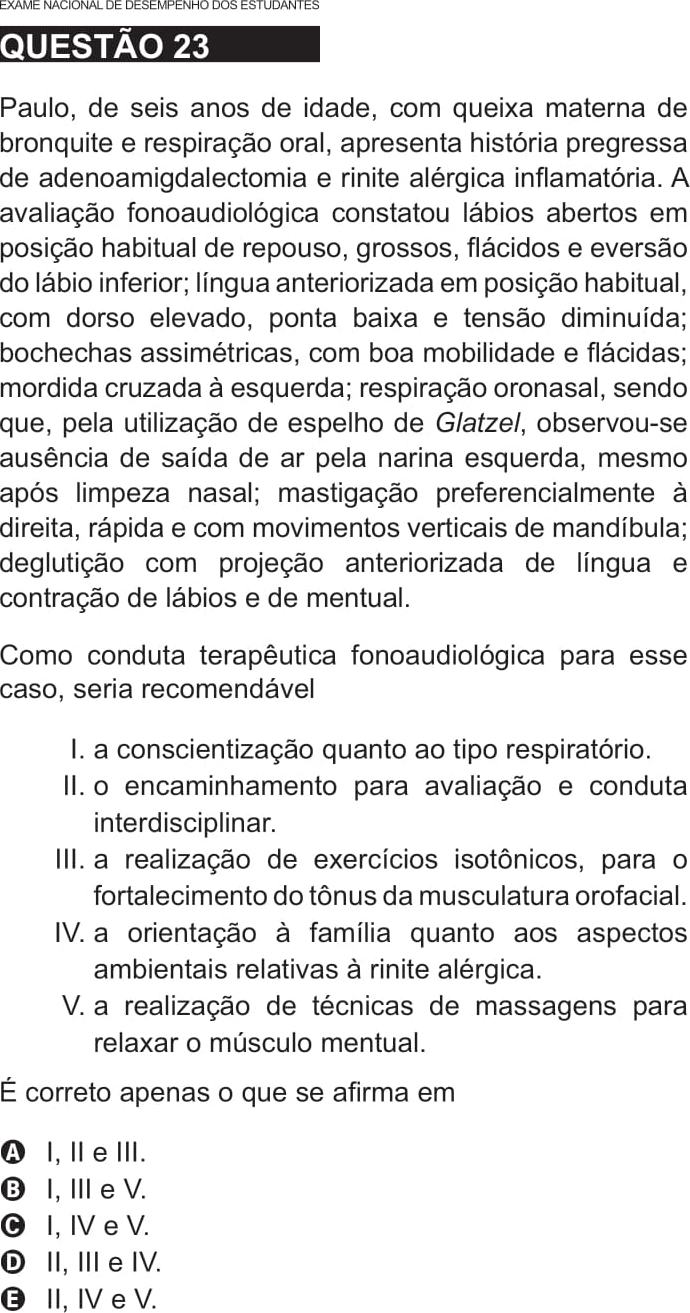 EXAME NACIONAL DE DESEMPENHO DOS ESTUDANTES
QUESTÃO 23
Paulo, de seis anos de idade, com queixa materna de
bronquite e respiração oral, apresenta história pregressa
de adenoamigdalectomia e rinite alérgica inflamatória. A
avaliação fonoaudiológica constatou lábios abertos em
posição habitual de repouso, grossos, flácidos e eversão
do lábio inferior; língua anteriorizada em posição habitual,
com dorso elevado, ponta baixa e tensão diminuída;
bochechas assimétricas, com boa mobilidade e flácidas;
mordida cruzada à esquerda; respiração oronasal, sendo
que, pela utilização de espelho de Glatzel, observou-se
ausência de saída de ar pela narina esquerda, mesmo
após limpeza nasal; mastigação preferencialmente à
direita, rápida e com movimentos verticais de mandíbula;
deglutição com projeção anteriorizada de língua e
contração de lábios e de mentual.
Como conduta terapêutica fonoaudiológica para esse
caso, seria recomendável
I. a conscientização quanto ao tipo respiratório.
II. o encaminhamento para avaliação e conduta
interdisciplinar.
III. a realização de exercícios isotônicos, para o
fortalecimento do tônus da musculatura orofacial.
IV. a orientação à família quanto aos aspectos
ambientais relativas à rinite alérgica.
V. a realização de técnicas de massagens para
relaxar o músculo mentual.
É correto apenas o que se afirma em
A I, II e III.
B I, III e V.
C I, IV e V.
D II, III e IV.
E II, IV e V.